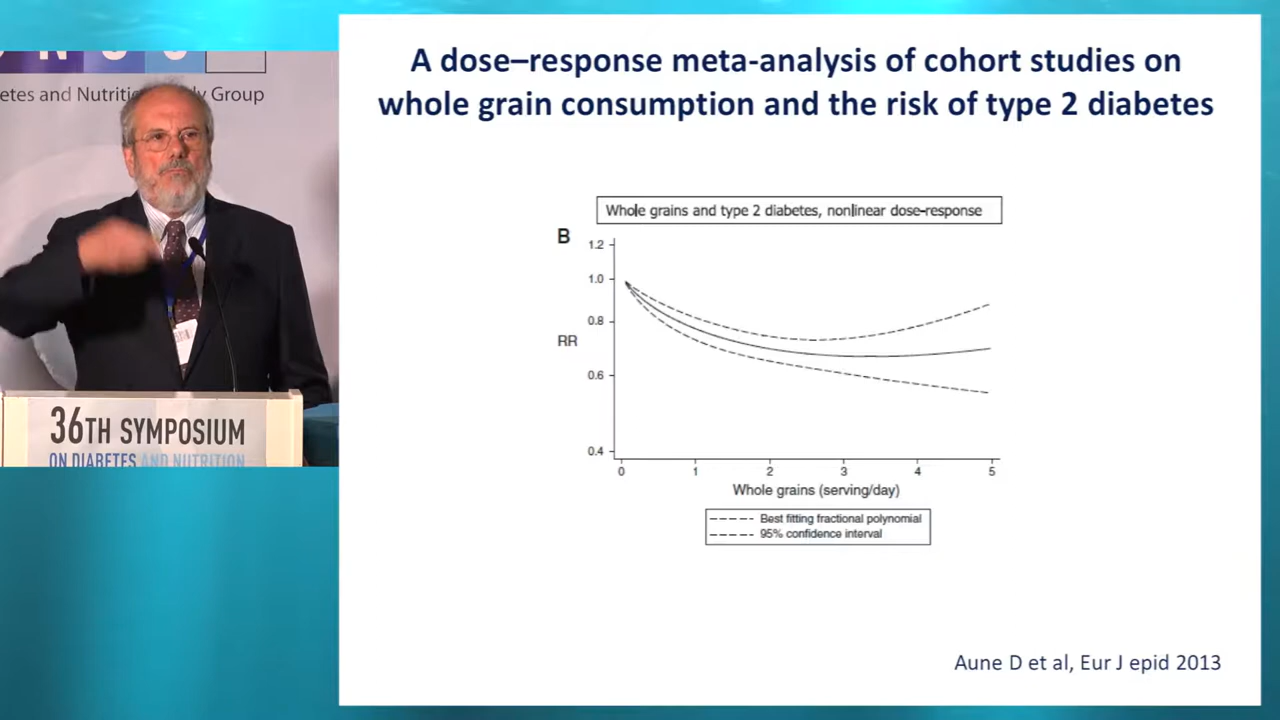 etes and Nutrition Study Group
36TH SYMPOSIUM
ON DIABETES AND NUTRITION
A dose–response meta-analysis of cohort studies on
whole grain consumption and the risk of type 2 diabetes
Whole grains and type 2 diabetes, nonlinear dose-response
B
1.2
1.0
0.8
RR
0.6
0.4
0 1 2 3 4 5
Whole grains (serving/day)
Best fitting fractional polynomial
95% confidence interval
Aune D et al, Eur J epid 2013